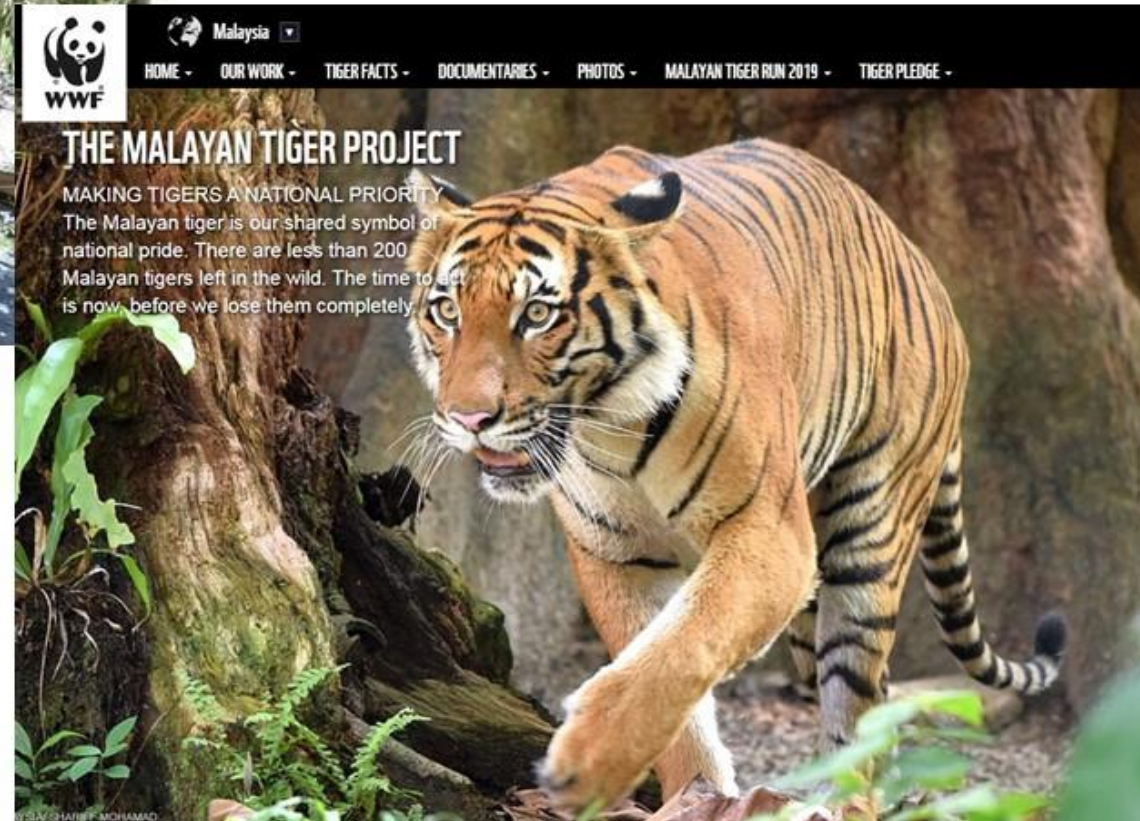 Malaysia
HOME OUR WORK TIGER FACTS DOCUMENTARIES PHOTOS MALAYAN TIGER RUN 2019 TIGER PLEDGE
WWF
THE MALAYAN TIGER PROJECT
MAKING TIGERS A NATIONAL PRIORITY
The Malayan tiger is our shared symbol of
national pride. There are less than 200
Malayan tigers left in the wild. The time to act
is now, before we lose them completely.
SHARIFF MOHAMAD